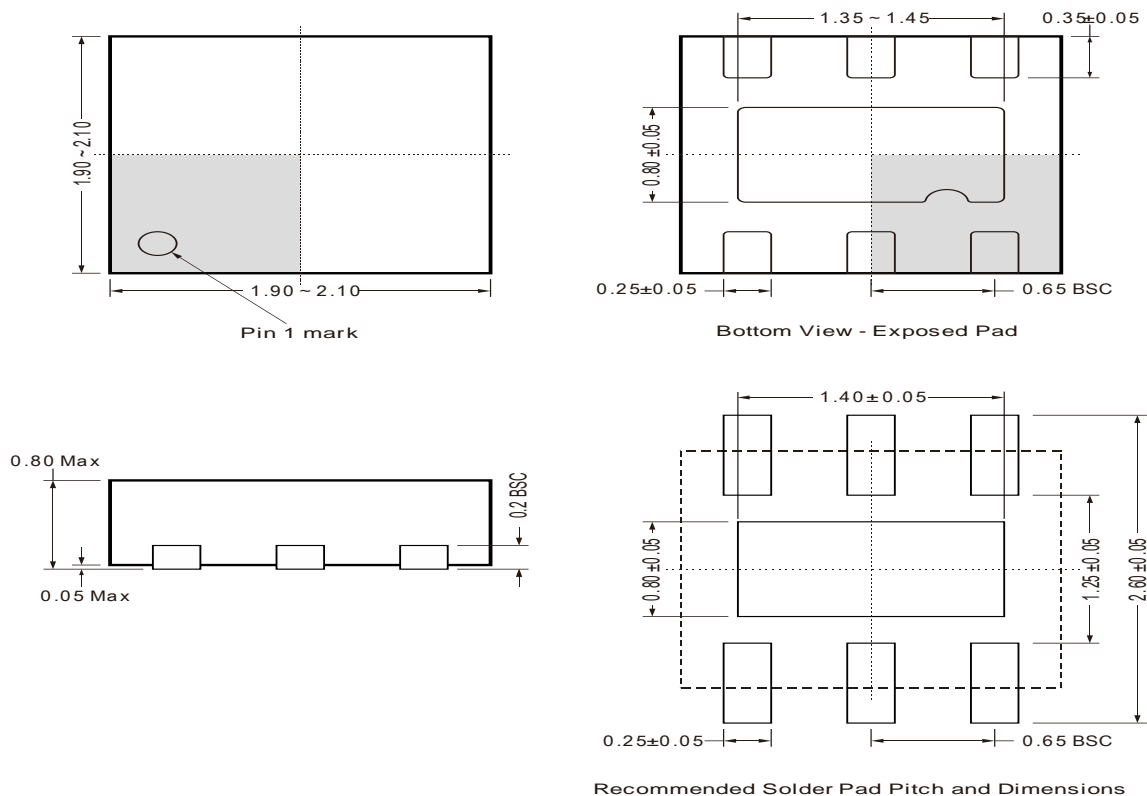 1.90 ~ 2.10
1.90 ~ 2.10
Pin 1 mark
1.35 ~ 1.45
0.35±0.05
0.80 ±0.05
0.25±0.05
0.65 BSC
Bottom View - Exposed Pad
0.80 Max
0.05 Max
0.2 BSC
1.40± 0.05
0.80 ±0.05
1.25 ±0.05
2.60 ±0.05
0.25±0.05
0.65 BSC
Recommended Solder Pad Pitch and Dimensions